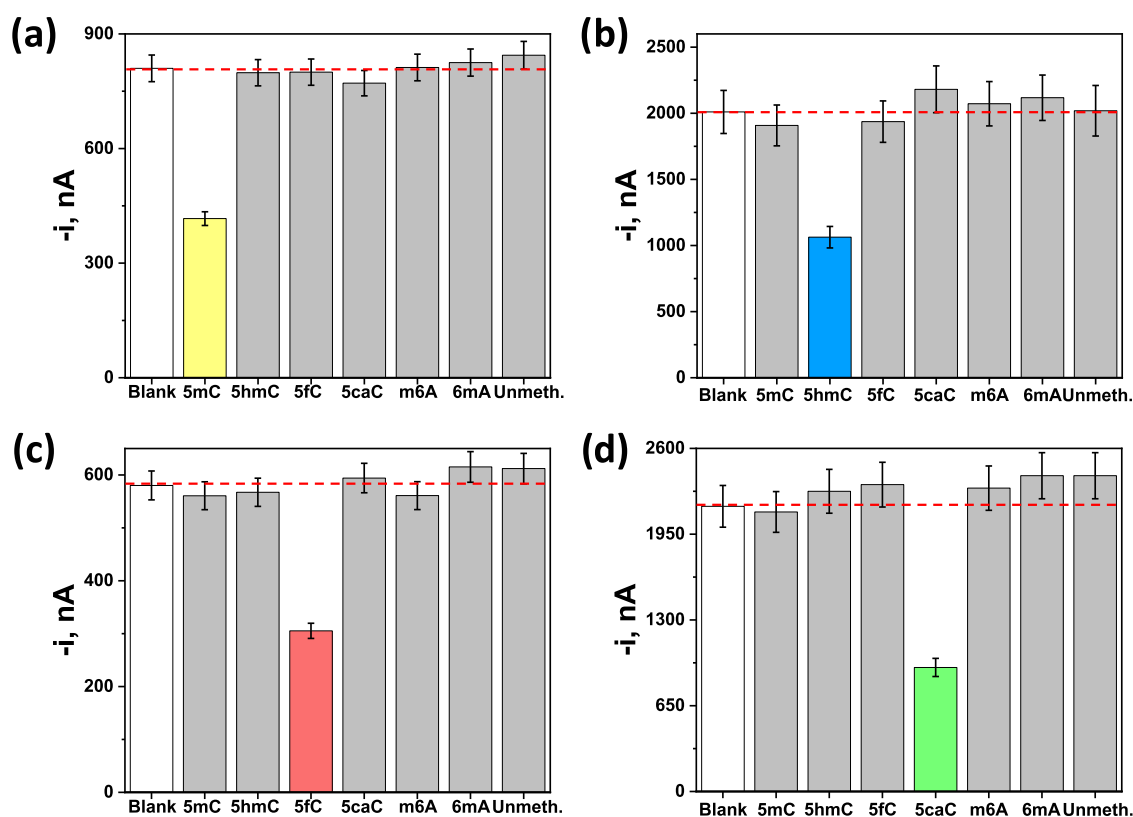 (a)
900
600
300
0
-i, nA
Blank 5mC 5hmC 5fC 5caC m6A 6mA Unmeth.
(b)
2500
2000
1500
1000
500
0
-i, nA
Blank 5mC 5hmC 5fC 5caC m6A 6mA Unmeth.
(c)
600
400
200
0
-i, nA
Blank 5mC 5hmC 5fC 5caC m6A 6mA Unmeth.
(d)
2600
1950
1300
650
0
-i, nA
Blank 5mC 5hmC 5fC 5caC m6A 6mA Unmeth.